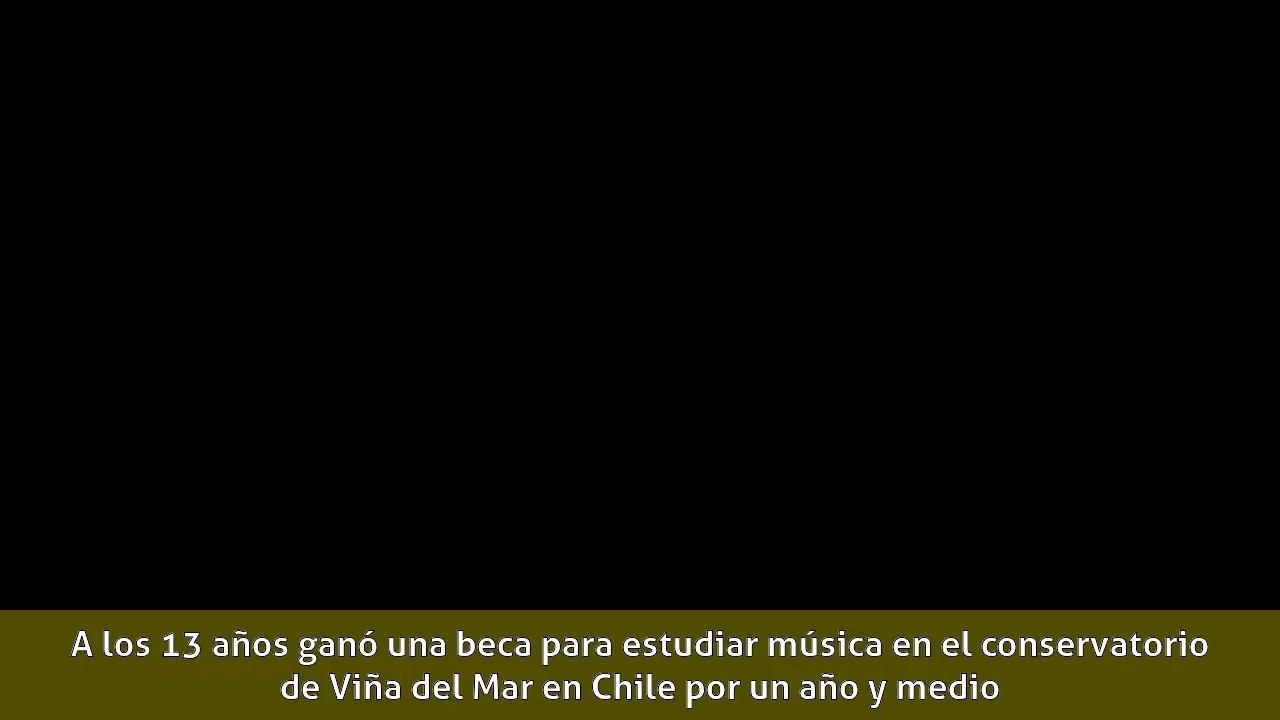 A los 13 años ganó una beca para estudiar música en el conservatorio
de Viña del Mar en Chile por un año y medio